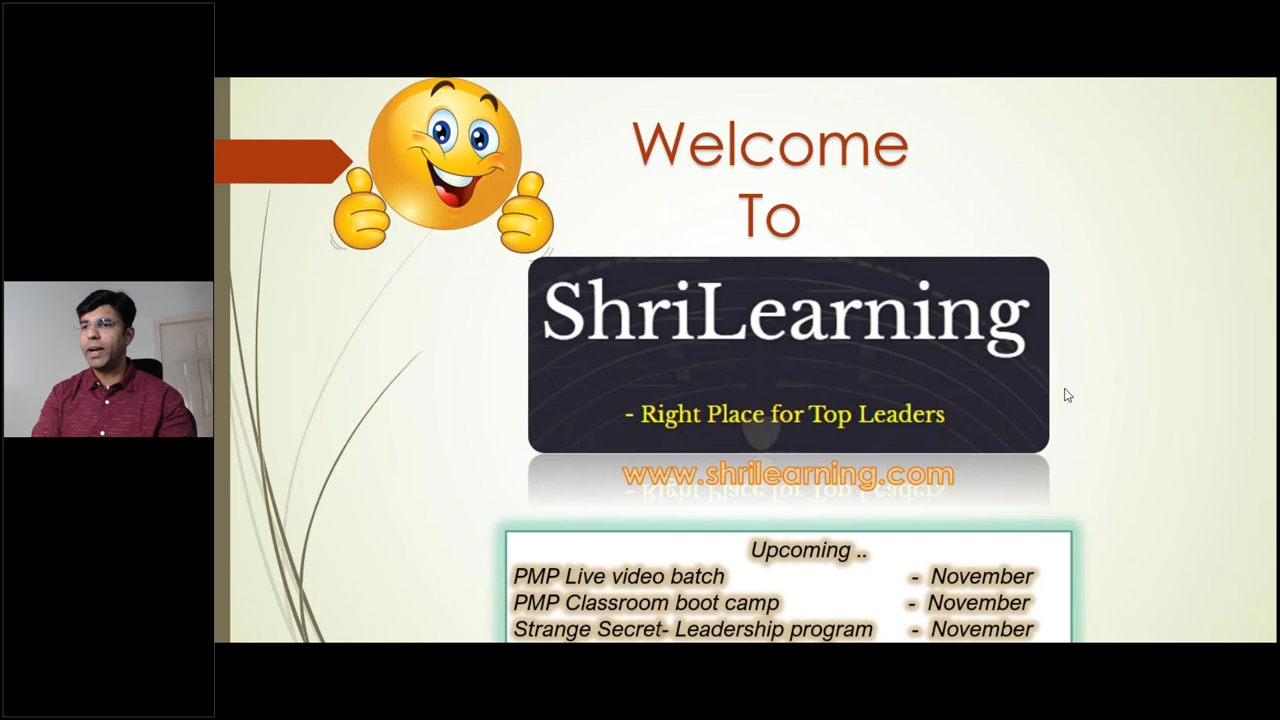 Welcome
To
ShriLearning
- Right Place for Top Leaders
www.shrilearning.com
Upcoming ..
PMP Live video batch - November
PMP Classroom boot camp - November
Strange Secret- Leadership program - November